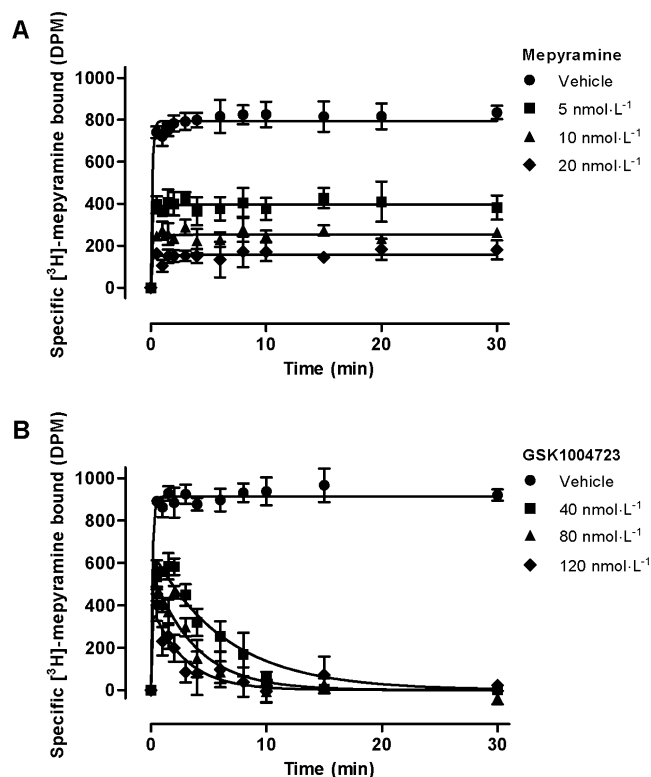 A
Specific [³H]-mepyramine bound (DPM)
1000
800
600
400
200
0
0
10
20
30
Time (min)
Mepyramine
Vehicle
5 nmol·L⁻¹
10 nmol·L⁻¹
20 nmol·L⁻¹
B
Specific [³H]-mepyramine bound (DPM)
1000
800
600
400
200
0
0
10
20
30
Time (min)
GSK1004723
Vehicle
40 nmol·L⁻¹
80 nmol·L⁻¹
120 nmol·L⁻¹